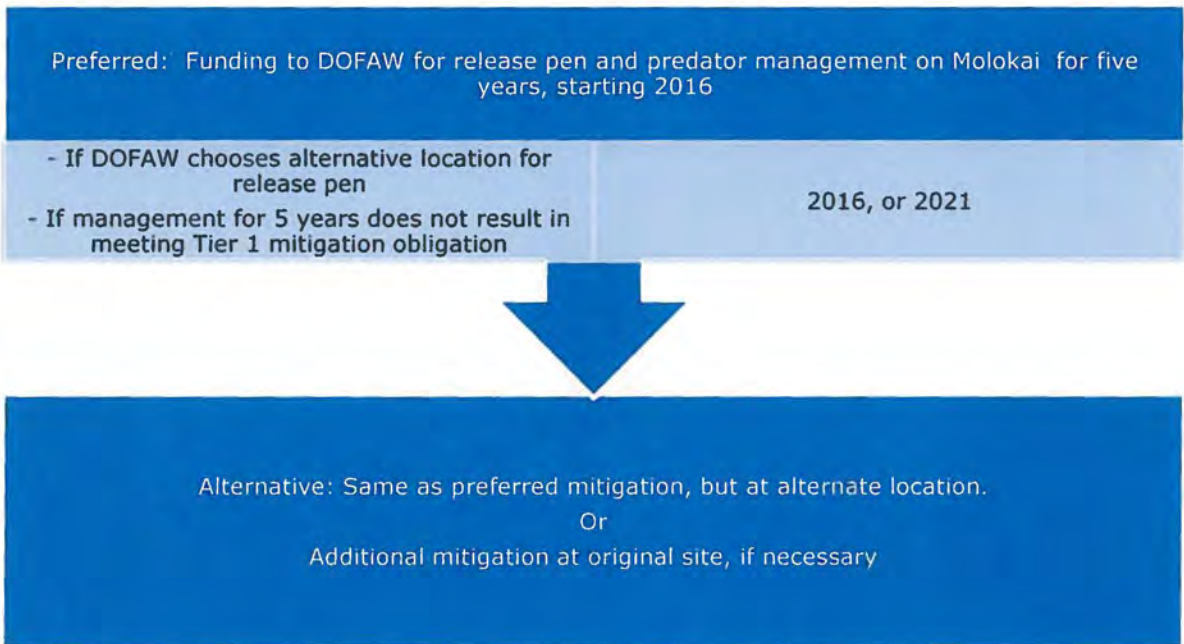 Preferred: Funding to DOFAW for release pen and predator management on Molokai for five
years, starting 2016
- If DOFAW chooses alternative location for
release pen
- If management for 5 years does not result in
meeting Tier 1 mitigation obligation
2016, or 2021
Alternative: Same as preferred mitigation, but at alternate location.
Or
Additional mitigation at original site, if necessary